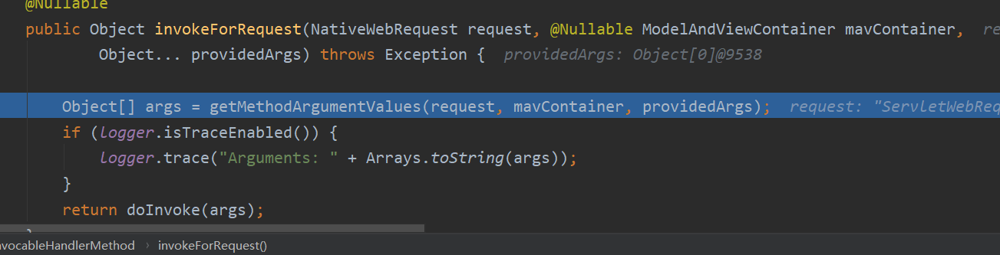 @Nullable
public Object invokeForRequest(NativeWebRequest request, @Nullable ModelAndViewContainer mavContainer, re
Object... providedArgs) throws Exception { providedArgs: Object[0]@9538
Object[] args = getMethodArgumentValues(request, mavContainer, providedArgs); request: "ServletWebReq
if (logger.isTraceEnabled()) {
logger.trace("Arguments: " + Arrays.toString(args));
}
return doInvoke(args);
}
nvocableHandlerMethod › invokeForRequest()